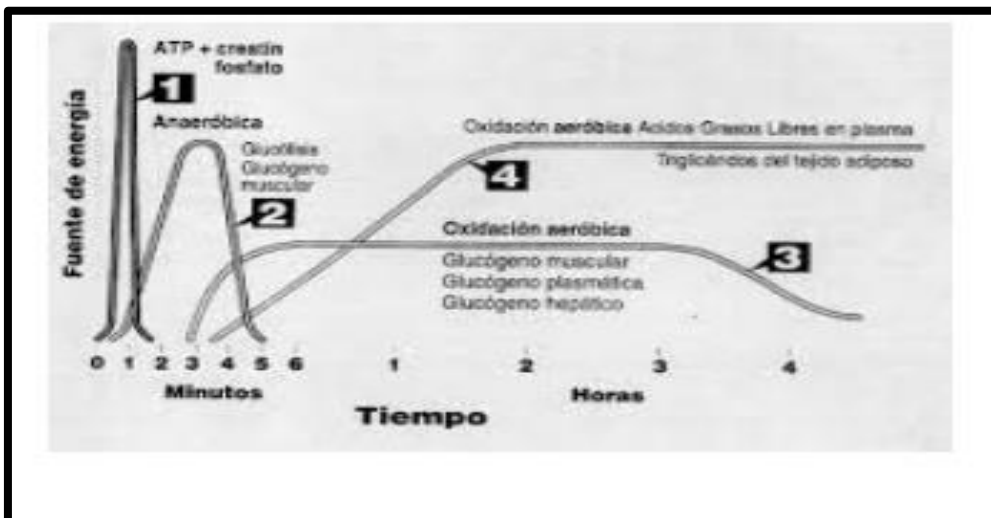 ATP + creatin
fosfato
1
Anaeróbica
Glucólisis
Glucógeno
muscular
2
Fuente de energía
Oxidación aeróbica Acidos Grasos Libres en plasma
4
Triglicéridos del tejido adiposo
Oxidación aeróbica
Glucógeno muscular
Glucógeno plasmática
Glucógeno hepático
3
0 1 2 3 4 5 6 1 2 3 4
Minutos
Horas
Tiempo